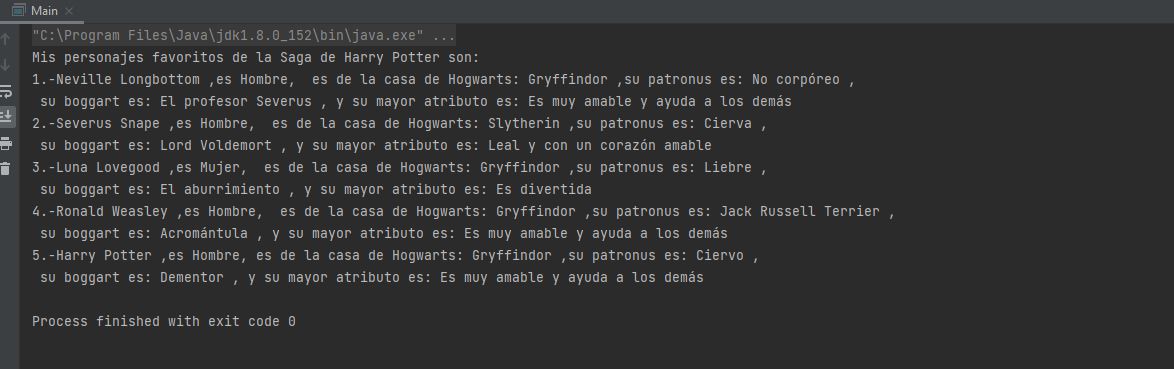 Main
"C:\Program Files\Java\jdk1.8.0_152\bin\java.exe" ...
Mis personajes favoritos de la Saga de Harry Potter son:
1.-Neville Longbottom ,es Hombre,  es de la casa de Hogwarts: Gryffindor ,su patronus es: No corpóreo ,
 su boggart es: El profesor Severus , y su mayor atributo es: Es muy amable y ayuda a los demás
2.-Severus Snape ,es Hombre,  es de la casa de Hogwarts: Slytherin ,su patronus es: Cierva ,
 su boggart es: Lord Voldemort , y su mayor atributo es: Leal y con un corazón amable
3.-Luna Lovegood ,es Mujer,  es de la casa de Hogwarts: Gryffindor ,su patronus es: Liebre ,
 su boggart es: El aburrimiento , y su mayor atributo es: Es divertida
4.-Ronald Weasley ,es Hombre,  es de la casa de Hogwarts: Gryffindor ,su patronus es: Jack Russell Terrier ,
 su boggart es: Acromántula , y su mayor atributo es: Es muy amable y ayuda a los demás
5.-Harry Potter ,es Hombre, es de la casa de Hogwarts: Gryffindor ,su patronus es: Ciervo ,
 su boggart es: Dementor , y su mayor atributo es: Es muy amable y ayuda a los demás
Process finished with exit code 0